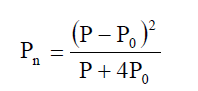 Pₙ = (P − P₀)² / (P + 4P₀)